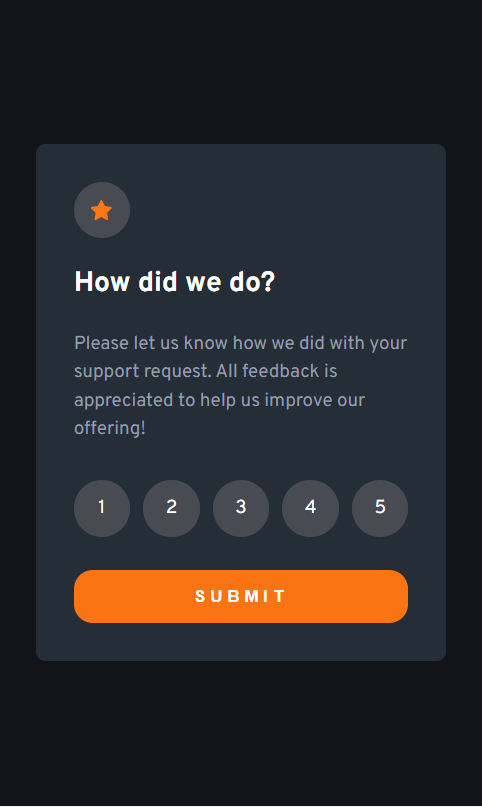 How did we do?
Please let us know how we did with your
support request. All feedback is
appreciated to help us improve our
offering!
1 2 3 4 5
SUBMIT